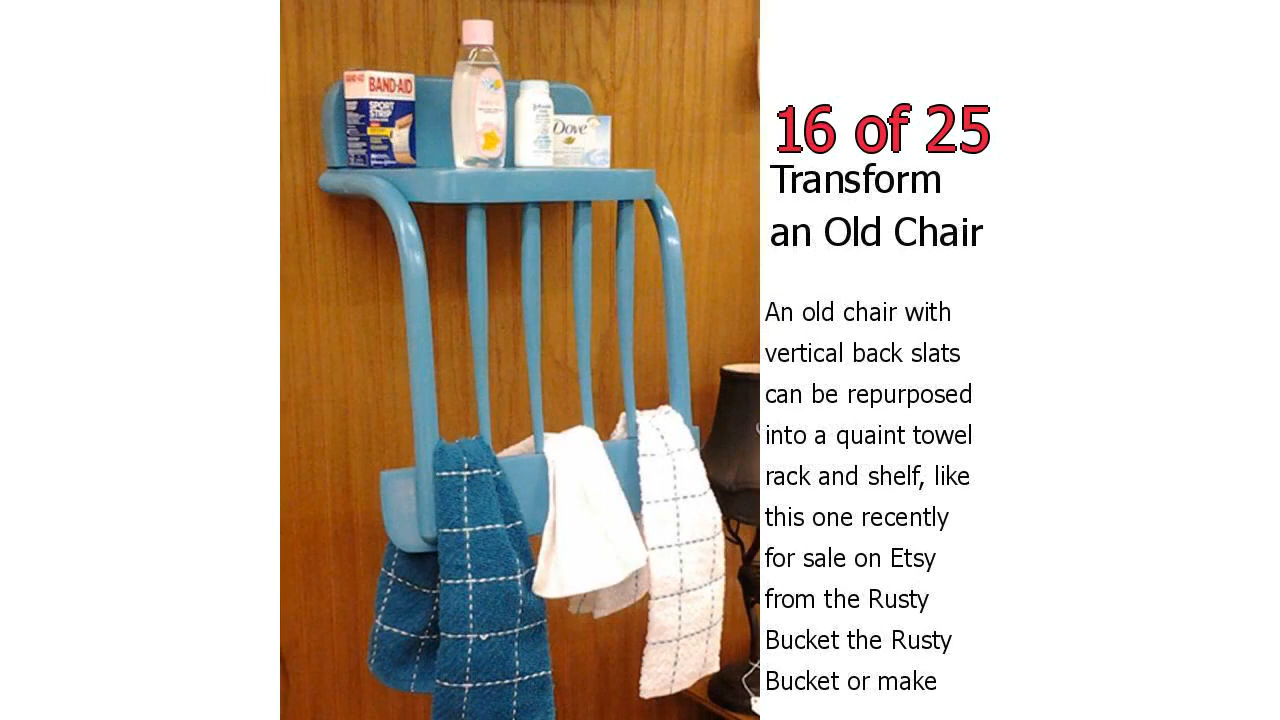 BAND-AID
BAND-AID
SPORT
STRIP
Dove
16 of 25
Transform
an Old Chair
An old chair with
vertical back slats
can be repurposed
into a quaint towel
rack and shelf, like
this one recently
for sale on Etsy
from the Rusty
Bucket the Rusty
Bucket or make